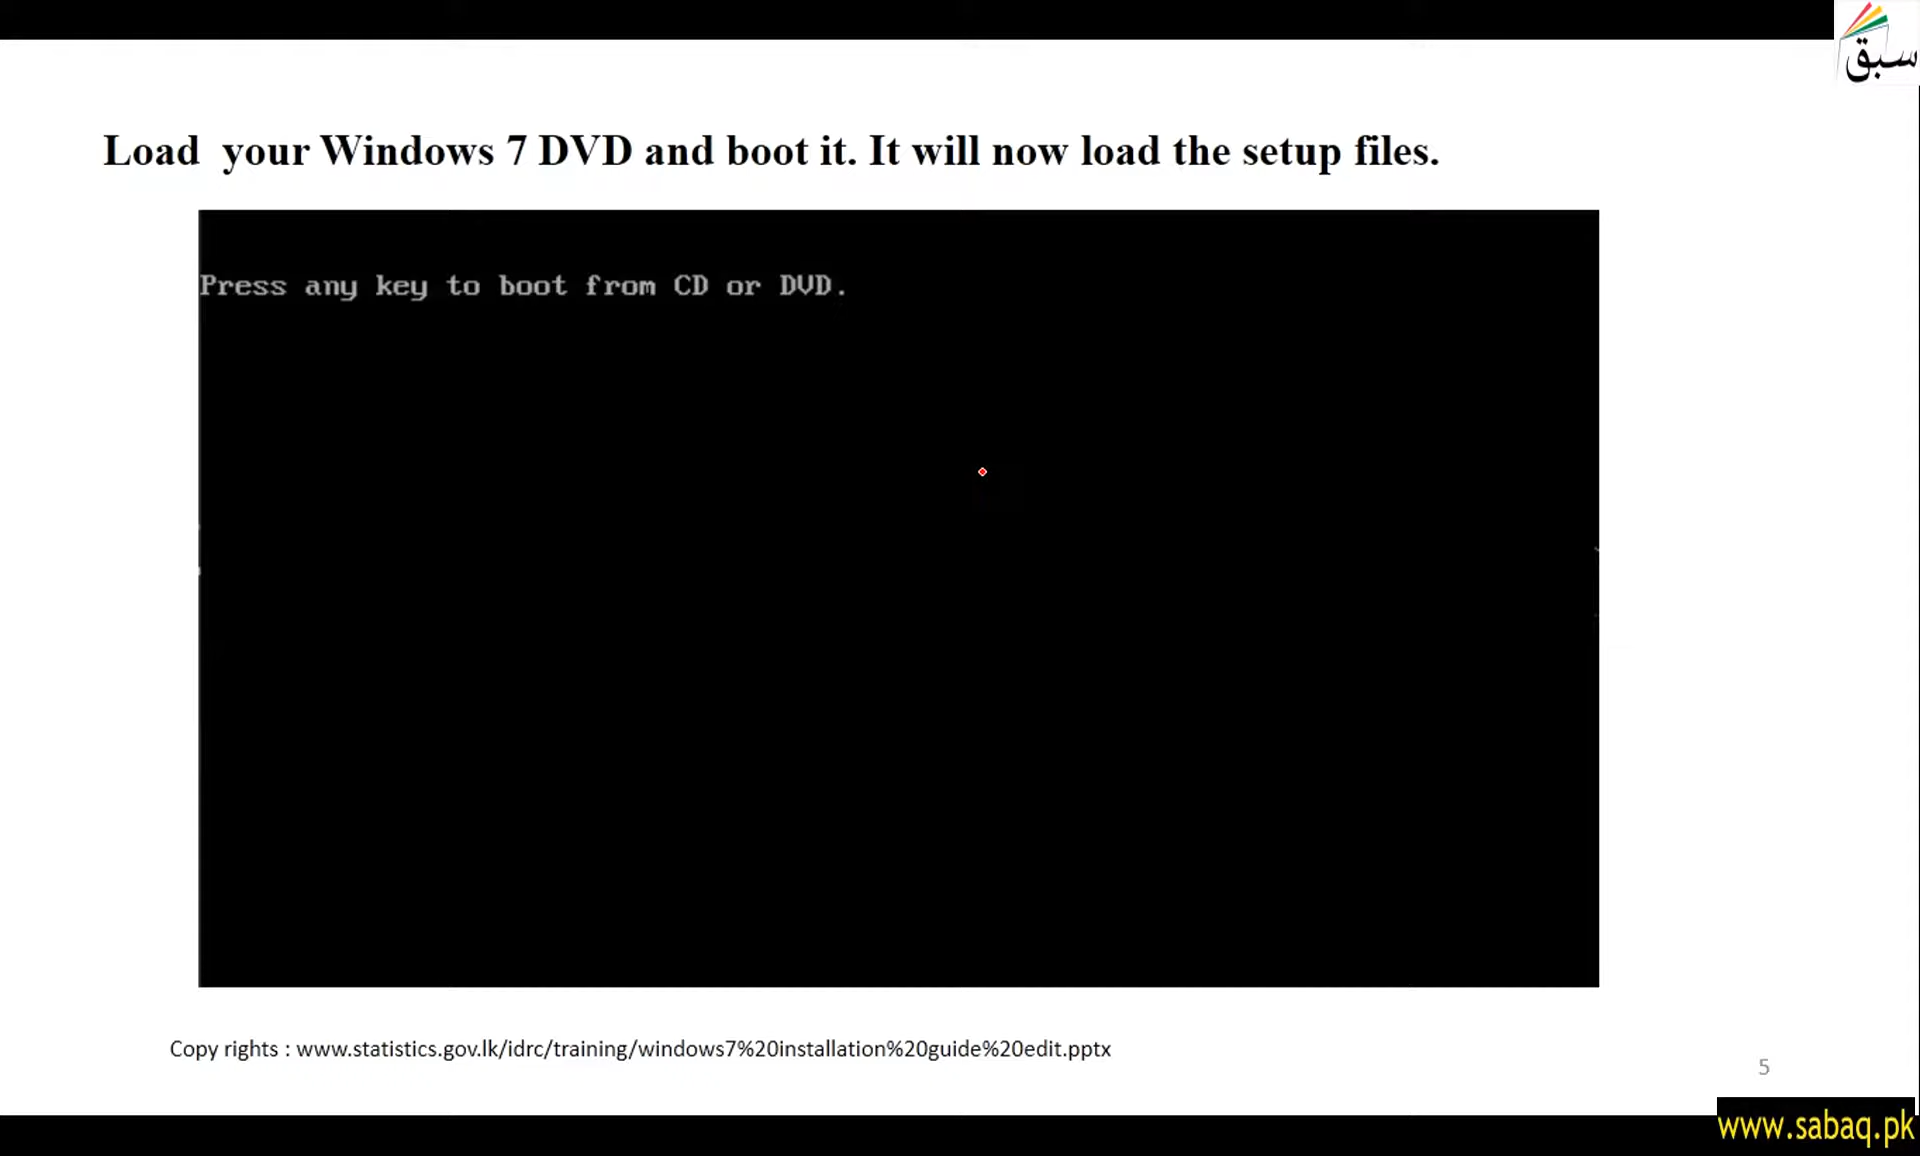 سبق
Load your Windows 7 DVD and boot it. It will now load the setup files.
Press any key to boot from CD or DVD.
Copy rights : www.statistics.gov.lk/idrc/training/windows7%20installation%20guide%20edit.pptx
5
www.sabaq.pk